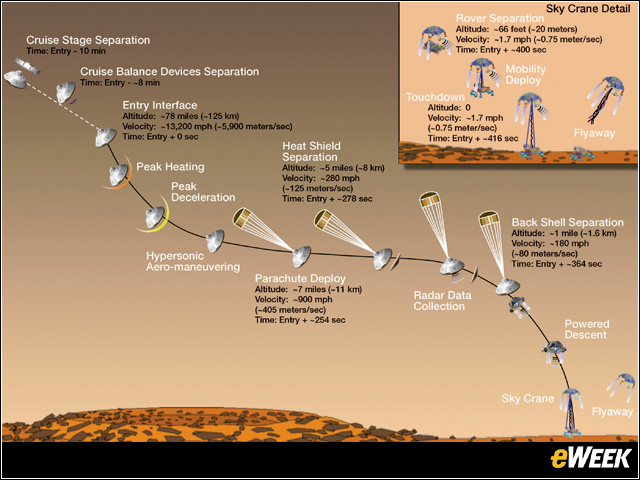 Sky Crane Detail
Rover Separation
Altitude: ~66 feet (~20 meters)
Velocity: ~1.7 mph (~0.75 meter/sec)
Time: Entry + ~400 sec
Mobility
Deploy
Touchdown
Altitude: 0
Velocity: ~1.7 mph
(~0.75 meter/sec)
Time: Entry + ~416 sec
Flyaway
Cruise Stage Separation
Time: Entry - 10 min
Cruise Balance Devices Separation
Time: Entry - ~8 min
Entry Interface
Altitude: ~78 miles (~125 km)
Velocity: ~13,200 mph (~5,900 meters/sec)
Time: Entry + 0 sec
Peak Heating
Peak
Deceleration
Hypersonic
Aero-maneuvering
Heat Shield
Separation
Altitude: ~5 miles (~8 km)
Velocity: ~280 mph
(~125 meters/sec)
Time: Entry + ~278 sec
Parachute Deploy
Altitude: ~7 miles (~11 km)
Velocity: ~900 mph
(~405 meters/sec)
Time: Entry + ~254 sec
Radar Data
Collection
Back Shell Separation
Altitude: ~1 mile (~1.6 km)
Velocity: ~180 mph
(~80 meters/sec)
Time: Entry + ~364 sec
Powered
Descent
Sky Crane
Flyaway
eWEEK